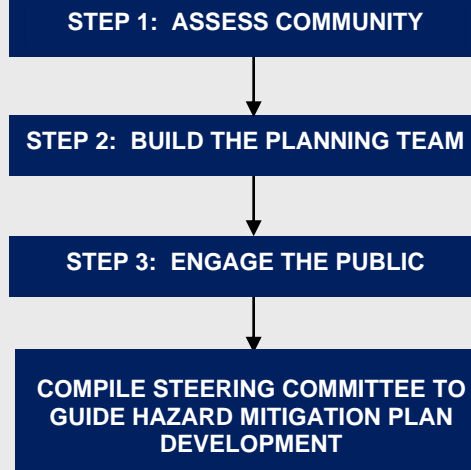 STEP 1: ASSESS COMMUNITY
STEP 2: BUILD THE PLANNING TEAM
STEP 3: ENGAGE THE PUBLIC
COMPILE STEERING COMMITTEE TO
GUIDE HAZARD MITIGATION PLAN
DEVELOPMENT